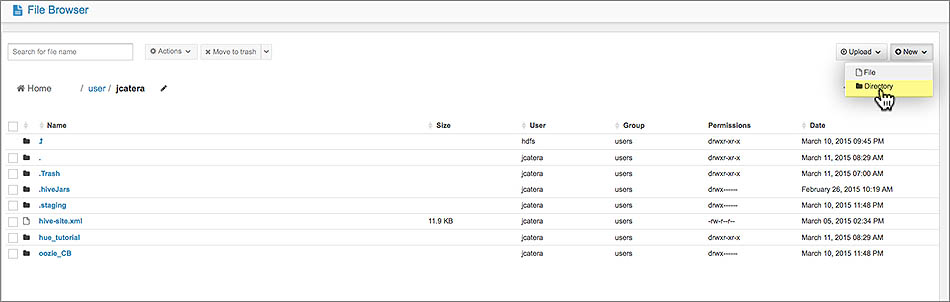 File Browser
Search for file name Actions Move to trash Upload New
File
Home / user / jcatera Directory
Name Size User Group Permissions Date
hdfs users drwxr-xr-x March 10, 2015 09:45 PM
. jcatera users drwxr-xr-x March 11, 2015 08:29 AM
.Trash jcatera users drwxr-xr-x March 11, 2015 07:00 AM
.hiveJars jcatera users drwx------ February 26, 2015 10:19 AM
.staging jcatera users drwx------ March 10, 2015 11:48 PM
hive-site.xml 11.9 KB jcatera users -rw-r--r-- March 05, 2015 02:34 PM
hue_tutorial jcatera users drwxr-xr-x March 11, 2015 08:29 AM
oozie_CB jcatera users drwx------ March 10, 2015 11:48 PM